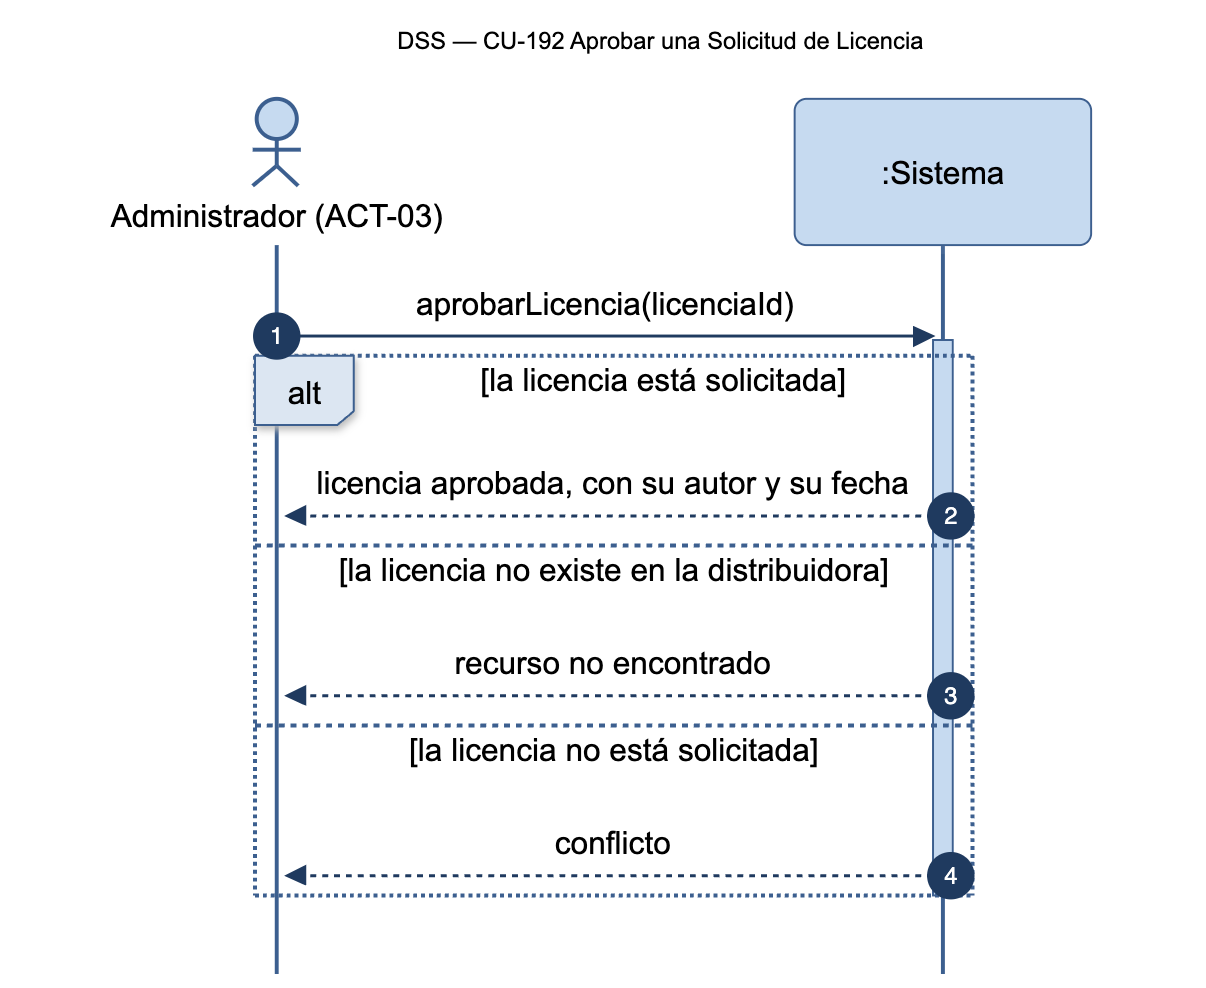 DSS — CU-192 Aprobar una Solicitud de Licencia
:Sistema
Administrador (ACT-03)
aprobarLicencia(licenciaId)
1
alt
[la licencia está solicitada]
licencia aprobada, con su autor y su fecha
2
[la licencia no existe en la distribuidora]
recurso no encontrado
3
[la licencia no está solicitada]
conflicto
4